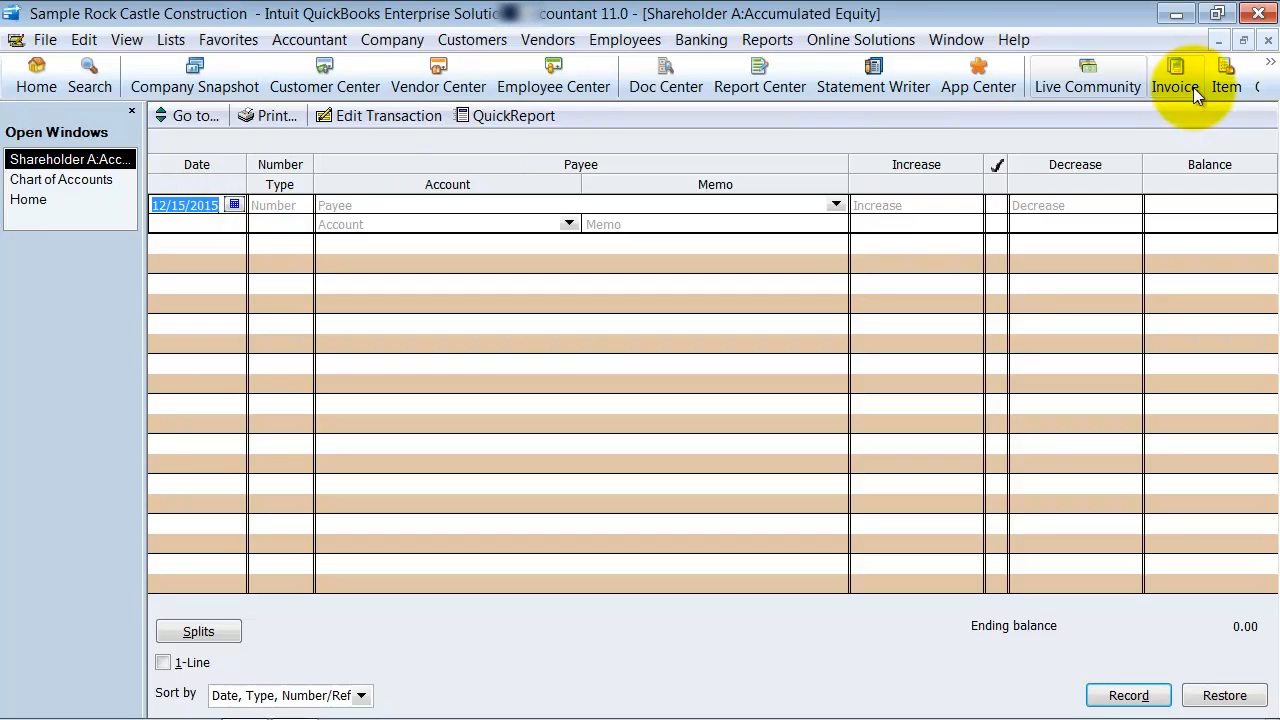 Sample Rock Castle Construction - Intuit QuickBooks Enterprise Solutic ccountant 11.0 - [Shareholder A:Accumulated Equity]
File Edit View Lists Favorites Accountant Company Customers Vendors Employees Banking Reports Online Solutions Window Help
Home Search Company Snapshot Customer Center Vendor Center Employee Center Doc Center Report Center Statement Writer App Center Live Community Invoice Item
Open Windows
Shareholder A:Acc...
Chart of Accounts
Home
Go to... Print... Edit Transaction QuickReport
Date Number Payee Increase ✓ Decrease Balance
Type Account Memo
12/15/2015 Number Payee Increase Decrease
Account Memo
Splits
Ending balance 0.00
1-Line
Sort by Date, Type, Number/Ref
Record Restore